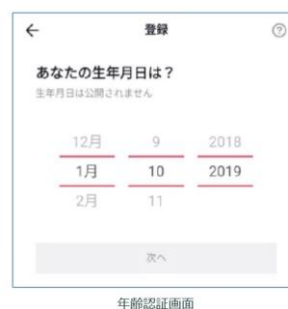 ← 登録 ?
あなたの生年月日は？
生年月日は公開されません
12月 9 2018
1月 10 2019
2月 11
次へ
年齢認証画面